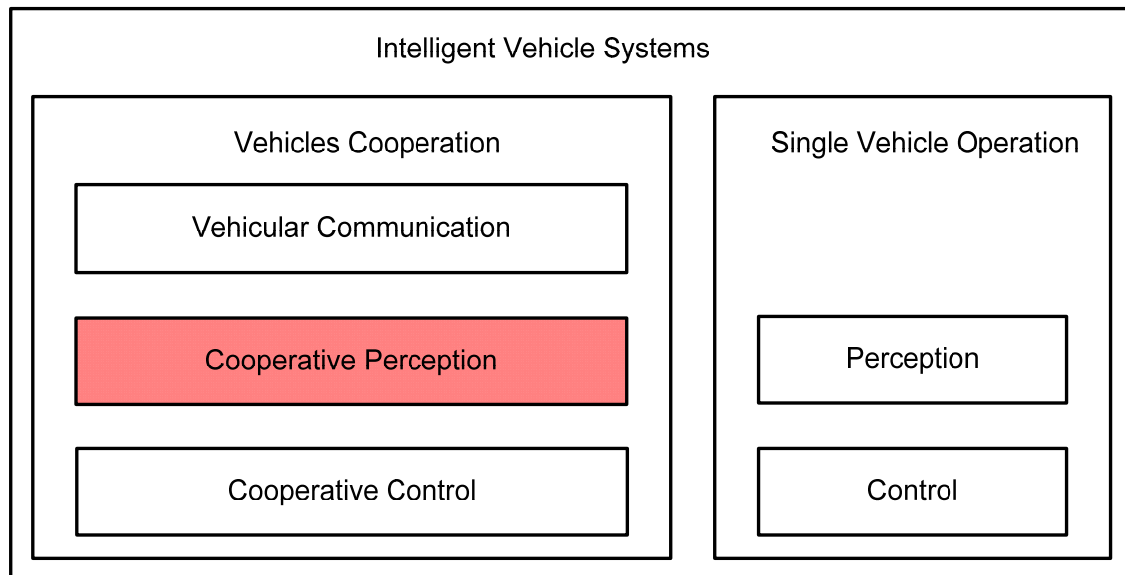 Intelligent Vehicle Systems
Vehicles Cooperation
Vehicular Communication
Cooperative Perception
Cooperative Control
Single Vehicle Operation
Perception
Control